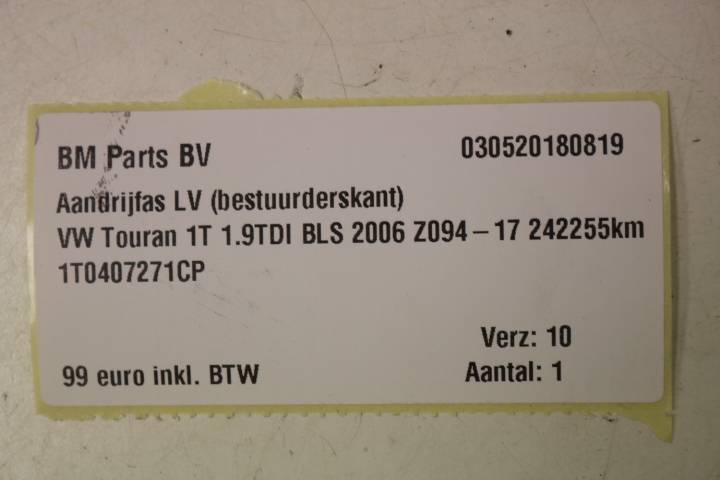 BM Parts BV 030520180819
Aandrijfas LV (bestuurderskant)
VW Touran 1T 1.9TDI BLS 2006 Z094-17 242255km
1T0407271CP
Verz: 10
99 euro inkl. BTW Aantal: 1